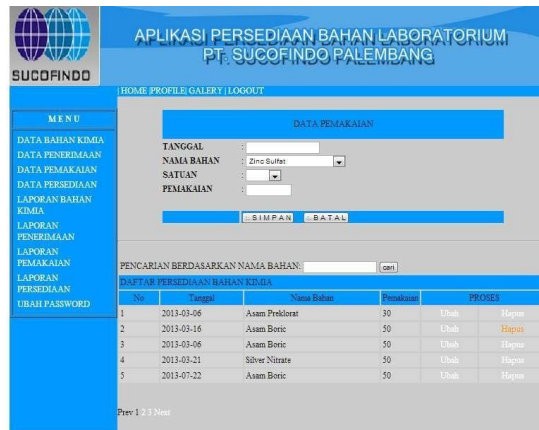 SUCOFINDO
APLIKASI PERSEDIAAN BAHAN LABORATORIUM
PT. SUCOFINDO PALEMBANG
| HOME |PROFILE| GALERY | LOGOUT
M E N U
DATA BAHAN KIMIA
DATA PENERIMAAN
DATA PEMAKAIAN
DATA PERSEDIAAN
LAPORAN BAHAN
KIMIA
LAPORAN
PENERIMAAN
LAPORAN
PEMAKAIAN
LAPORAN
PERSEDIAAN
UBAH PASSWORD
DATA PEMAKAIAN
TANGGAL :
NAMA BAHAN : Zinc Sulfat
SATUAN :
PEMAKAIAN :
:: S I M P A N :: B A T A L
PENCARIAN BERDASARKAN NAMA BAHAN: cari
DAFTAR PERSEDIAAN BAHAN KIMIA
No Tanggal Nama Bahan Pemakaian PROSES
1 2013-03-06 Asam Preklorat 30 Ubah Hapus
2 2013-03-16 Asam Boric 50 Ubah Hapus
3 2013-03-06 Asam Boric 50 Ubah Hapus
4 2013-03-21 Silver Nitrate 50 Ubah Hapus
5 2013-07-22 Asam Boric 50 Ubah Hapus
Prev 1 2 3 Next